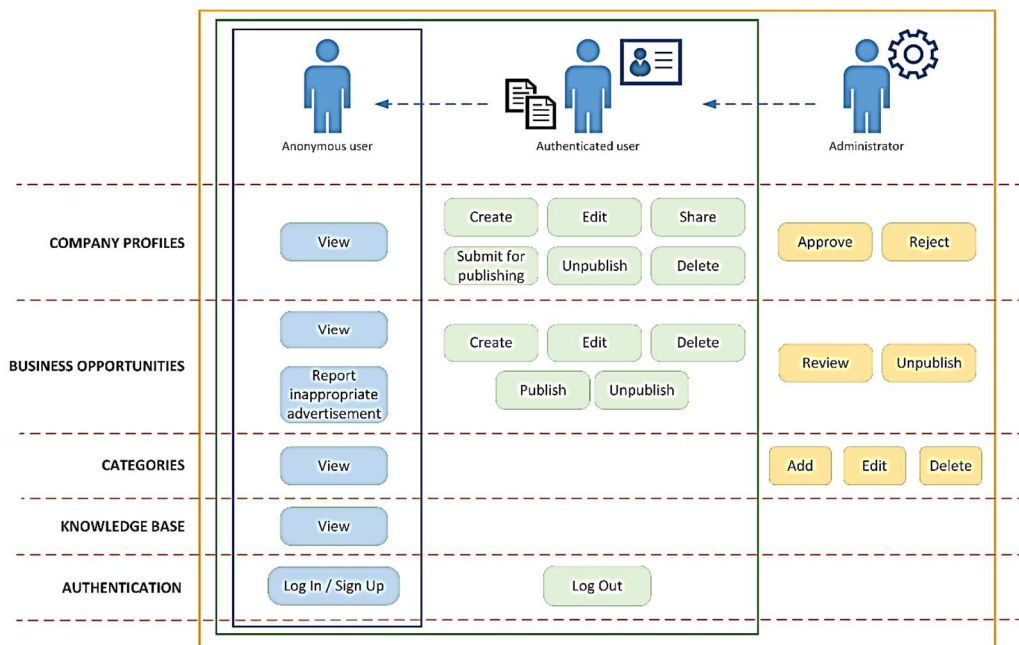 Anonymous user
Authenticated user
Administrator
COMPANY PROFILES
View
Create
Edit
Share
Submit for
publishing
Unpublish
Delete
Approve
Reject
BUSINESS OPPORTUNITIES
View
Report
inappropriate
advertisement
Create
Edit
Delete
Publish
Unpublish
Review
Unpublish
CATEGORIES
View
Add
Edit
Delete
KNOWLEDGE BASE
View
AUTHENTICATION
Log In / Sign Up
Log Out